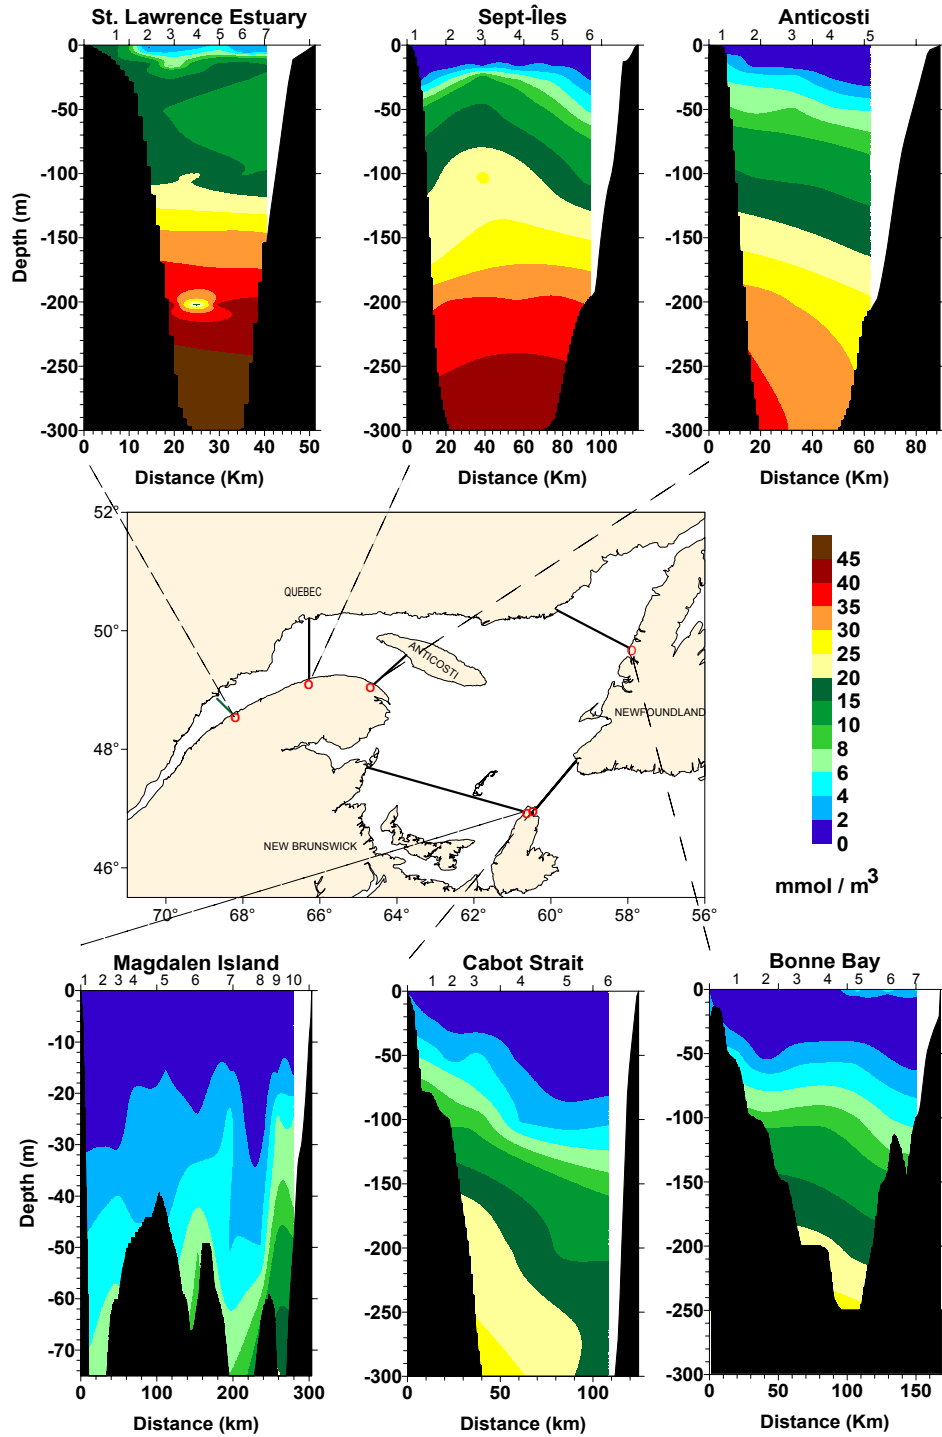 St. Lawrence Estuary
Sept-Îles
Anticosti
1 2 3 4 5 6 7
1 2 3 4 5 6
1 2 3 4 5
0
-50
-100
-150
-200
-250
-300
Depth (m)
0 10 20 30 40 50
Distance (Km)
0
-50
-100
-150
-200
-250
-300
0 20 40 60 80 100
Distance (Km)
0
-50
-100
-150
-200
-250
-300
0 20 40 60 80
Distance (Km)
52°
50°
48°
46°
QUEBEC
ANTICOSTI
NEWFOUNDLAND
NEW BRUNSWICK
70° 68° 66° 64° 62° 60° 58° 56°
45
40
35
30
25
20
15
10
8
6
4
2
0
mmol / m3
Magdalen Island
Cabot Strait
Bonne Bay
1 2 3 4 5 6 7 8 9 10
1 2 3 4 5 6
1 2 3 4 5 6 7
0
-10
-20
-30
-40
-50
-60
-70
Depth (m)
0 100 200 300
Distance (km)
0
-50
-100
-150
-200
-250
-300
0 50 100
Distance (km)
0
-50
-100
-150
-200
-250
-300
0 50 100 150
Distance (Km)